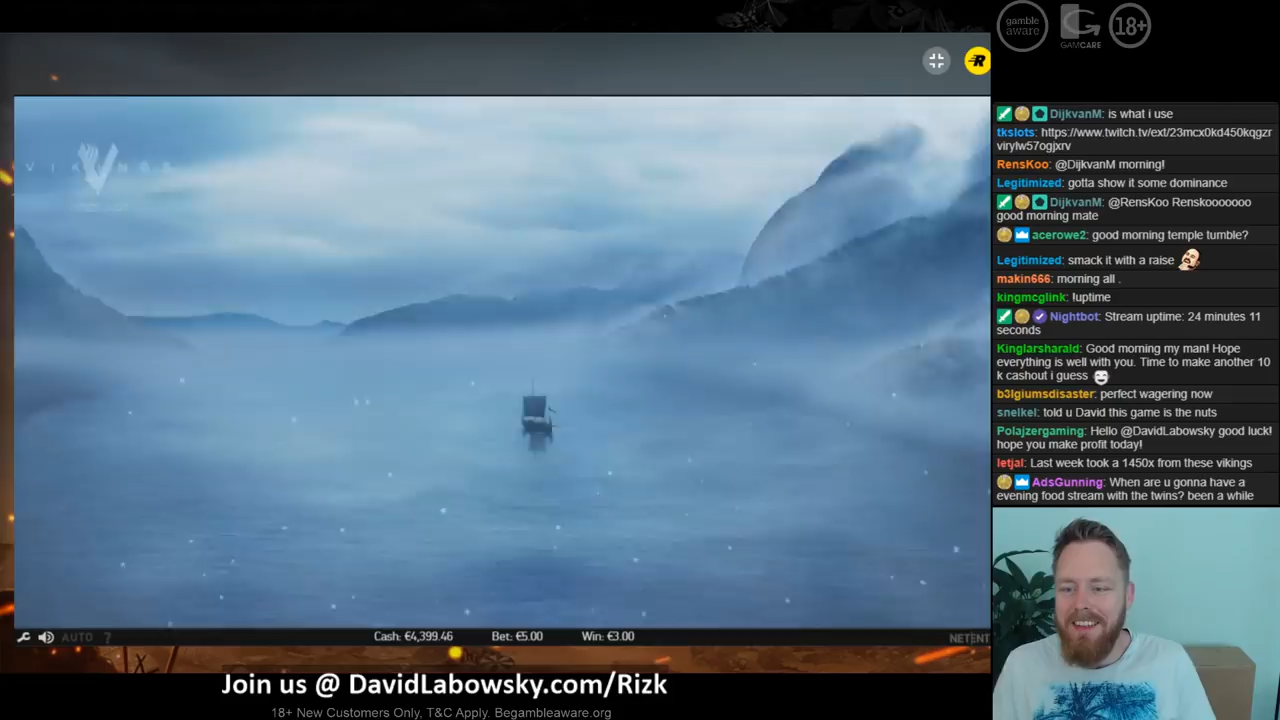 gamble
aware
GAMCARE
18+
R
VIKINGS
DijkvanM: is what i use
tkslots: https://www.twitch.tv/ext/23mcx0kd450kqgzr
virylw57ogjxrv
RensKoo: @DijkvanM morning!
Legitimized: gotta show it some dominance
DijkvanM: @RensKoo Renskooooooo
good morning mate
acerowe2: good morning temple tumble?
Legitimized: smack it with a raise
makin666: morning all .
kingmcglink: !uptime
Nightbot: Stream uptime: 24 minutes 11
seconds
Kinglarsharald: Good morning my man! Hope
everything is well with you. Time to make another 10
k cashout i guess
b3lgiumsdisaster: perfect wagering now
snelkel: told u David this game is the nuts
Polajzergaming: Hello @DavidLabowsky good luck!
hope you make profit today!
letjal: Last week took a 1450x from these vikings
AdsGunning: When are u gonna have a
evening food stream with the twins? been a while
AUTO ?
Cash: €4,399.46 Bet: €5.00 Win: €3.00
NETENT
Join us @ DavidLabowsky.com/Rizk
18+ New Customers Only, T&C Apply. Begambleaware.org